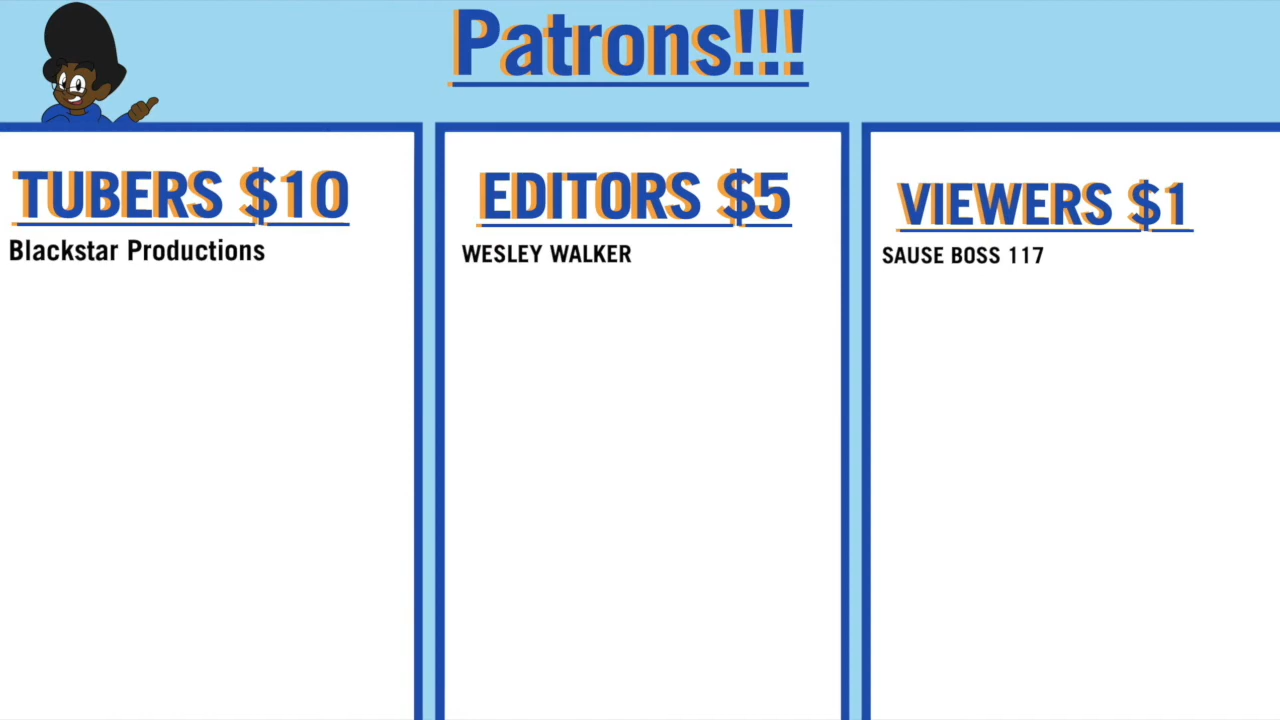 Patrons!!!
TUBERS $10
Blackstar Productions
EDITORS $5
WESLEY WALKER
VIEWERS $1
SAUSE BOSS 117